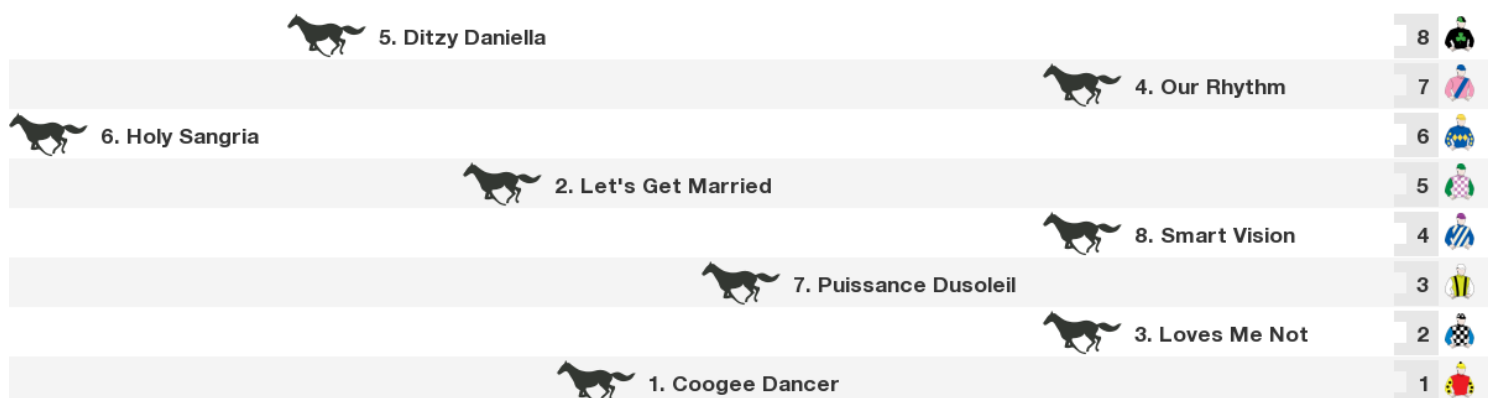 5. Ditzy Daniella 8
4. Our Rhythm 7
6. Holy Sangria 6
2. Let's Get Married 5
8. Smart Vision 4
7. Puissance Dusoleil 3
3. Loves Me Not 2
1. Coogee Dancer 1